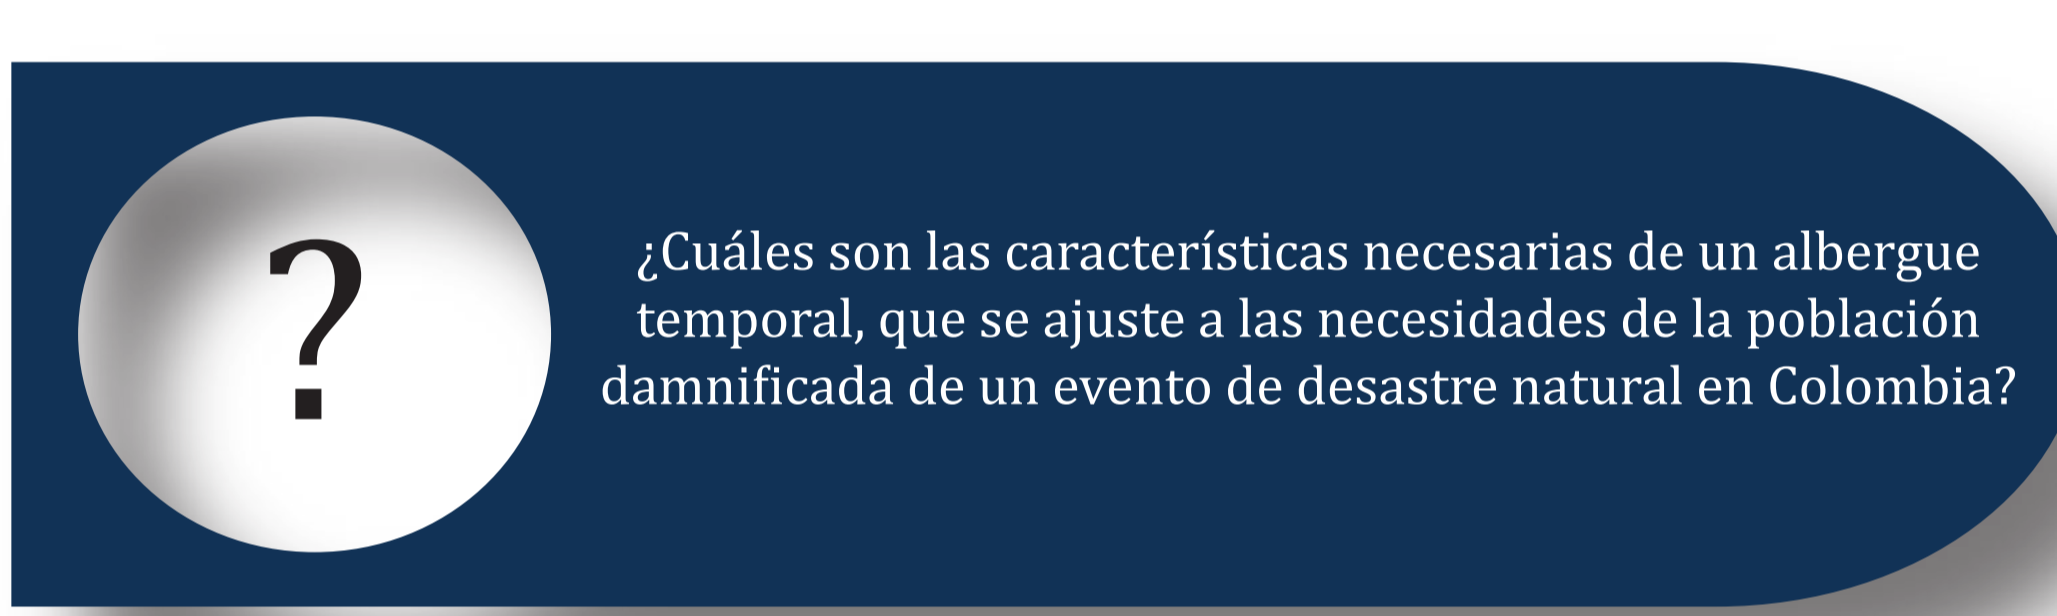 ?
¿Cuáles son las características necesarias de un albergue
temporal, que se ajuste a las necesidades de la población
damnificada de un evento de desastre natural en Colombia?